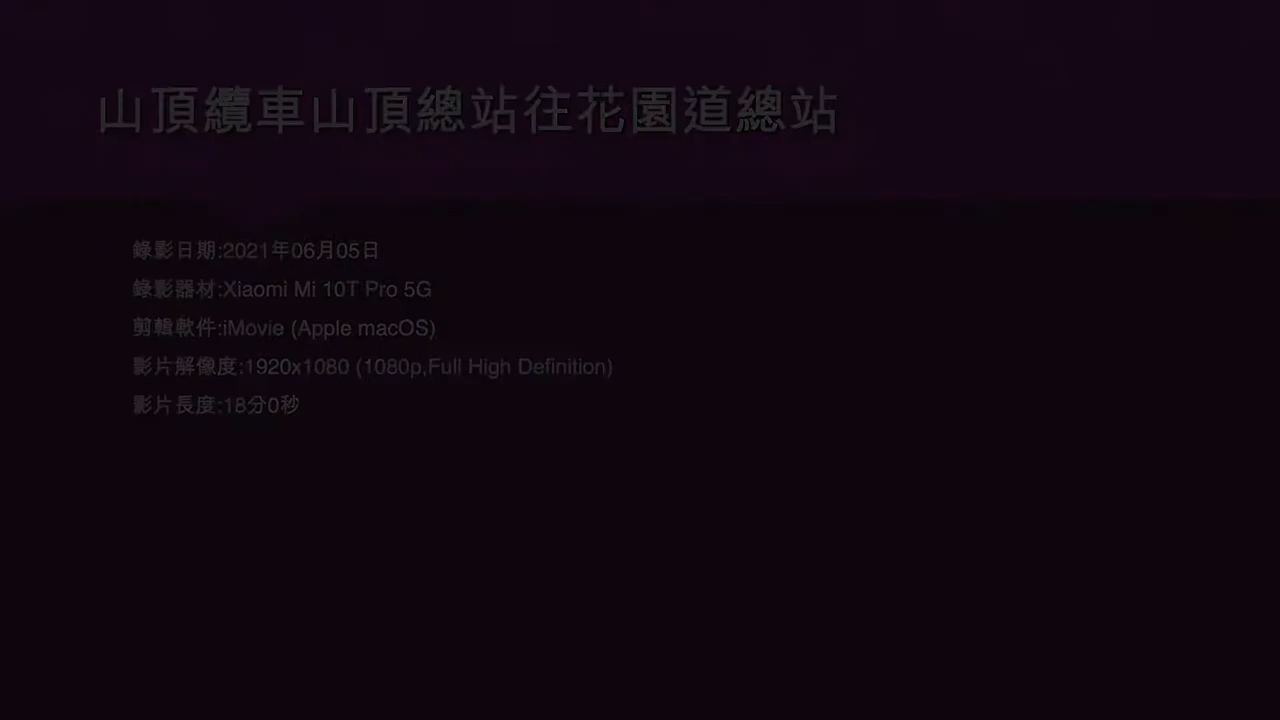 山頂纜車山頂總站往花園道總站
錄影日期:2021年06月05日
錄影器材:Xiaomi Mi 10T Pro 5G
剪輯軟件:iMovie (Apple macOS)
影片解像度:1920x1080 (1080p,Full High Definition)
影片長度:18分0秒